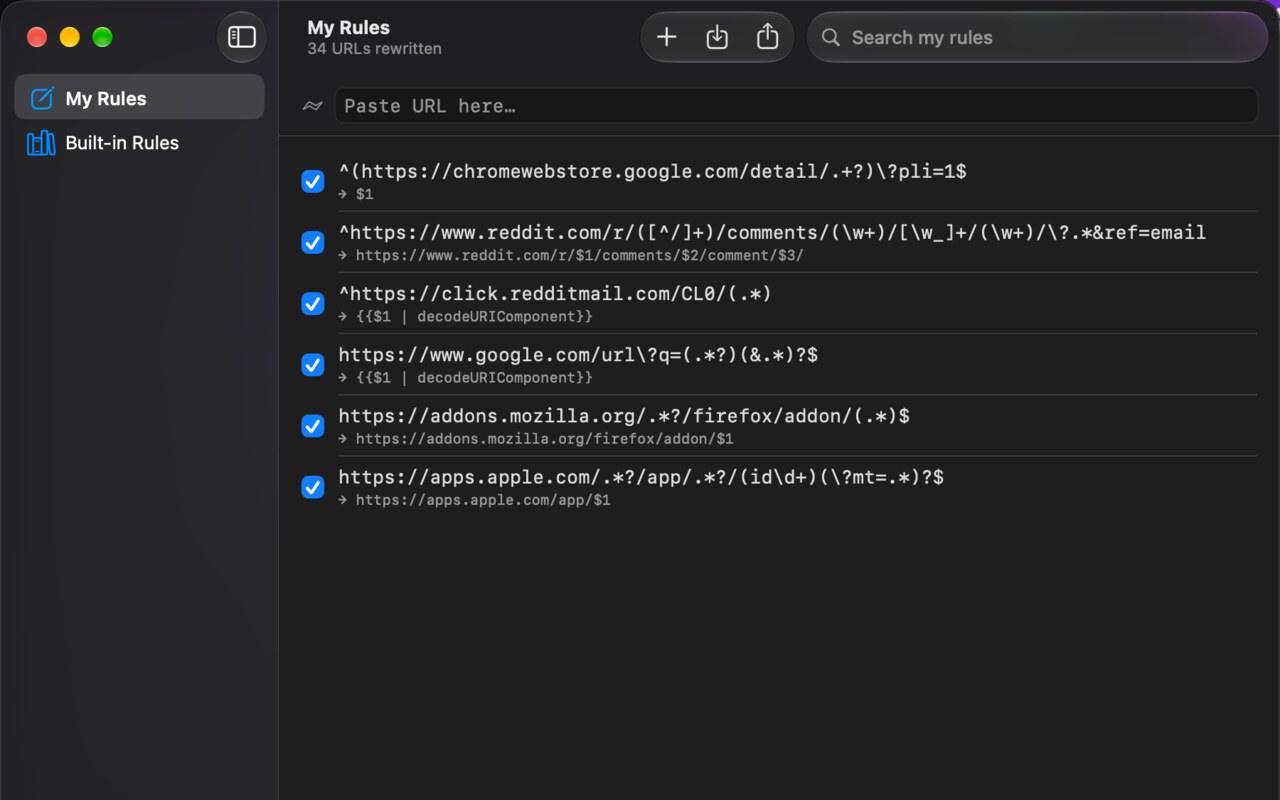 My Rules
34 URLs rewritten
Search my rules
My Rules
Built-in Rules
Paste URL here…
^(https://chromewebstore.google.com/detail/.+?)\?pli=1$
→ $1
^https://www.reddit.com/r/([^/]+)/comments/(\w+)/[\w_]+/(\w+)/\?.*&ref=email
→ https://www.reddit.com/r/$1/comments/$2/comment/$3/
^https://click.redditmail.com/CL0/(.*)
→ {{$1 | decodeURIComponent}}
https://www.google.com/url\?q=(.*?)(&.*)?$
→ {{$1 | decodeURIComponent}}
https://addons.mozilla.org/.*?/firefox/addon/(.*)$
→ https://addons.mozilla.org/firefox/addon/$1
https://apps.apple.com/.*?/app/.*?/(id\d+)(\?mt=.*)?$
→ https://apps.apple.com/app/$1